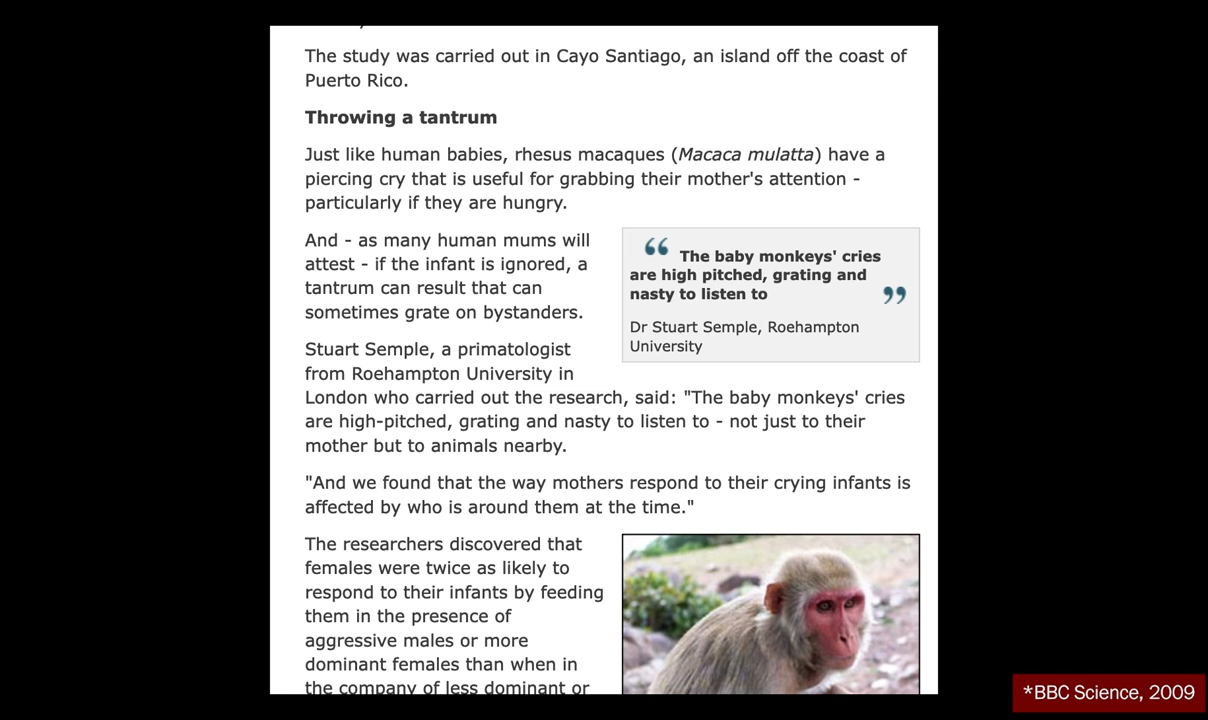 The study was carried out in Cayo Santiago, an island off the coast of
Puerto Rico.
Throwing a tantrum
Just like human babies, rhesus macaques (Macaca mulatta) have a
piercing cry that is useful for grabbing their mother's attention -
particularly if they are hungry.
And - as many human mums will
attest - if the infant is ignored, a
tantrum can result that can
sometimes grate on bystanders.
“ The baby monkeys' cries
are high pitched, grating and
nasty to listen to ”
Dr Stuart Semple, Roehampton
University
Stuart Semple, a primatologist
from Roehampton University in
London who carried out the research, said: "The baby monkeys' cries
are high-pitched, grating and nasty to listen to - not just to their
mother but to animals nearby.
"And we found that the way mothers respond to their crying infants is
affected by who is around them at the time."
The researchers discovered that
females were twice as likely to
respond to their infants by feeding
them in the presence of
aggressive males or more
dominant females than when in
the company of less dominant or
*BBC Science, 2009